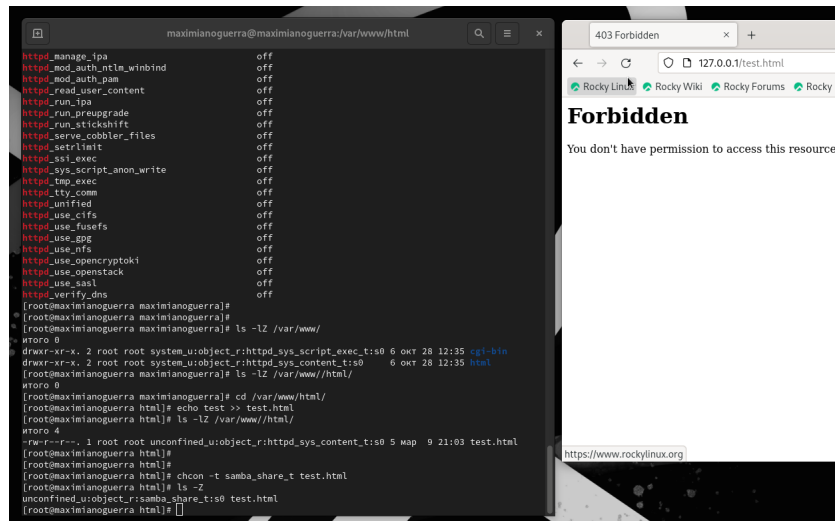 maximianoguerra@maximianoguerra:/var/www/html
httpd_manage_ipa off
httpd_mod_auth_ntlm_winbind off
httpd_mod_auth_pam off
httpd_read_user_content off
httpd_run_ipa off
httpd_run_preupgrade off
httpd_run_stickshift off
httpd_serve_cobbler_files off
httpd_setrlimit off
httpd_ssi_exec off
httpd_sys_script_anon_write off
httpd_tmp_exec off
httpd_tty_comm off
httpd_unified off
httpd_use_cifs off
httpd_use_fusefs off
httpd_use_gpg off
httpd_use_nfs off
httpd_use_opencryptoki off
httpd_use_openstack off
httpd_use_sasl off
httpd_verify_dns off
[root@maximianoguerra maximianoguerra]#
[root@maximianoguerra maximianoguerra]#
[root@maximianoguerra maximianoguerra]# ls -lZ /var/www/
итого 0
drwxr-xr-x. 2 root root system_u:object_r:httpd_sys_script_exec_t:s0 6 окт 28 12:35 cgi-bin
drwxr-xr-x. 2 root root system_u:object_r:httpd_sys_content_t:s0 6 окт 28 12:35 html
[root@maximianoguerra maximianoguerra]# ls -lZ /var/www//html/
итого 0
[root@maximianoguerra maximianoguerra]# cd /var/www/html/
[root@maximianoguerra html]# echo test >> test.html
[root@maximianoguerra html]# ls -lZ /var/www//html/
итого 4
-rw-r--r--. 1 root root unconfined_u:object_r:httpd_sys_content_t:s0 5 мар 9 21:03 test.html
[root@maximianoguerra html]#
[root@maximianoguerra html]#
[root@maximianoguerra html]# chcon -t samba_share_t test.html
[root@maximianoguerra html]# ls -Z
unconfined_u:object_r:samba_share_t:s0 test.html
[root@maximianoguerra html]#
403 Forbidden
127.0.0.1/test.html
Rocky Linux Rocky Wiki Rocky Forums Rocky
Forbidden
You don't have permission to access this resource
https://www.rockylinux.org